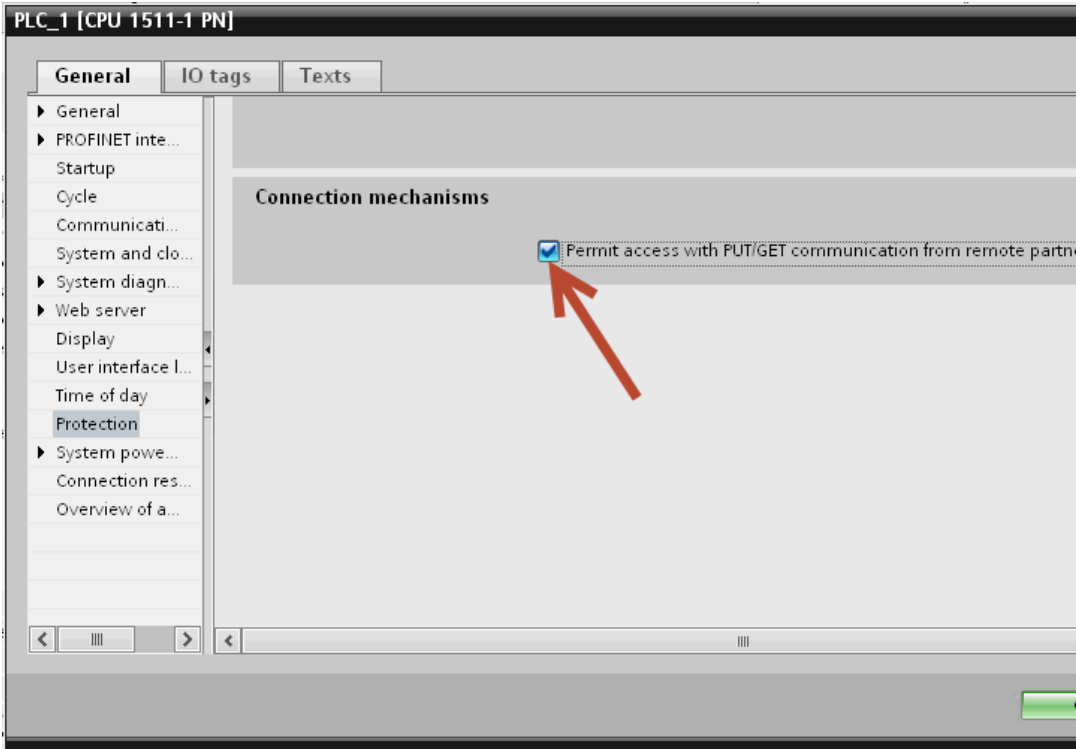 PLC_1 [CPU 1511-1 PN]
General IO tags Texts
General
PROFINET inte...
Startup
Cycle
Communicati...
System and clo...
System diagn...
Web server
Display
User interface l...
Time of day
Protection
System powe...
Connection res...
Overview of a...
Connection mechanisms
Permit access with PUT/GET communication from remote partne